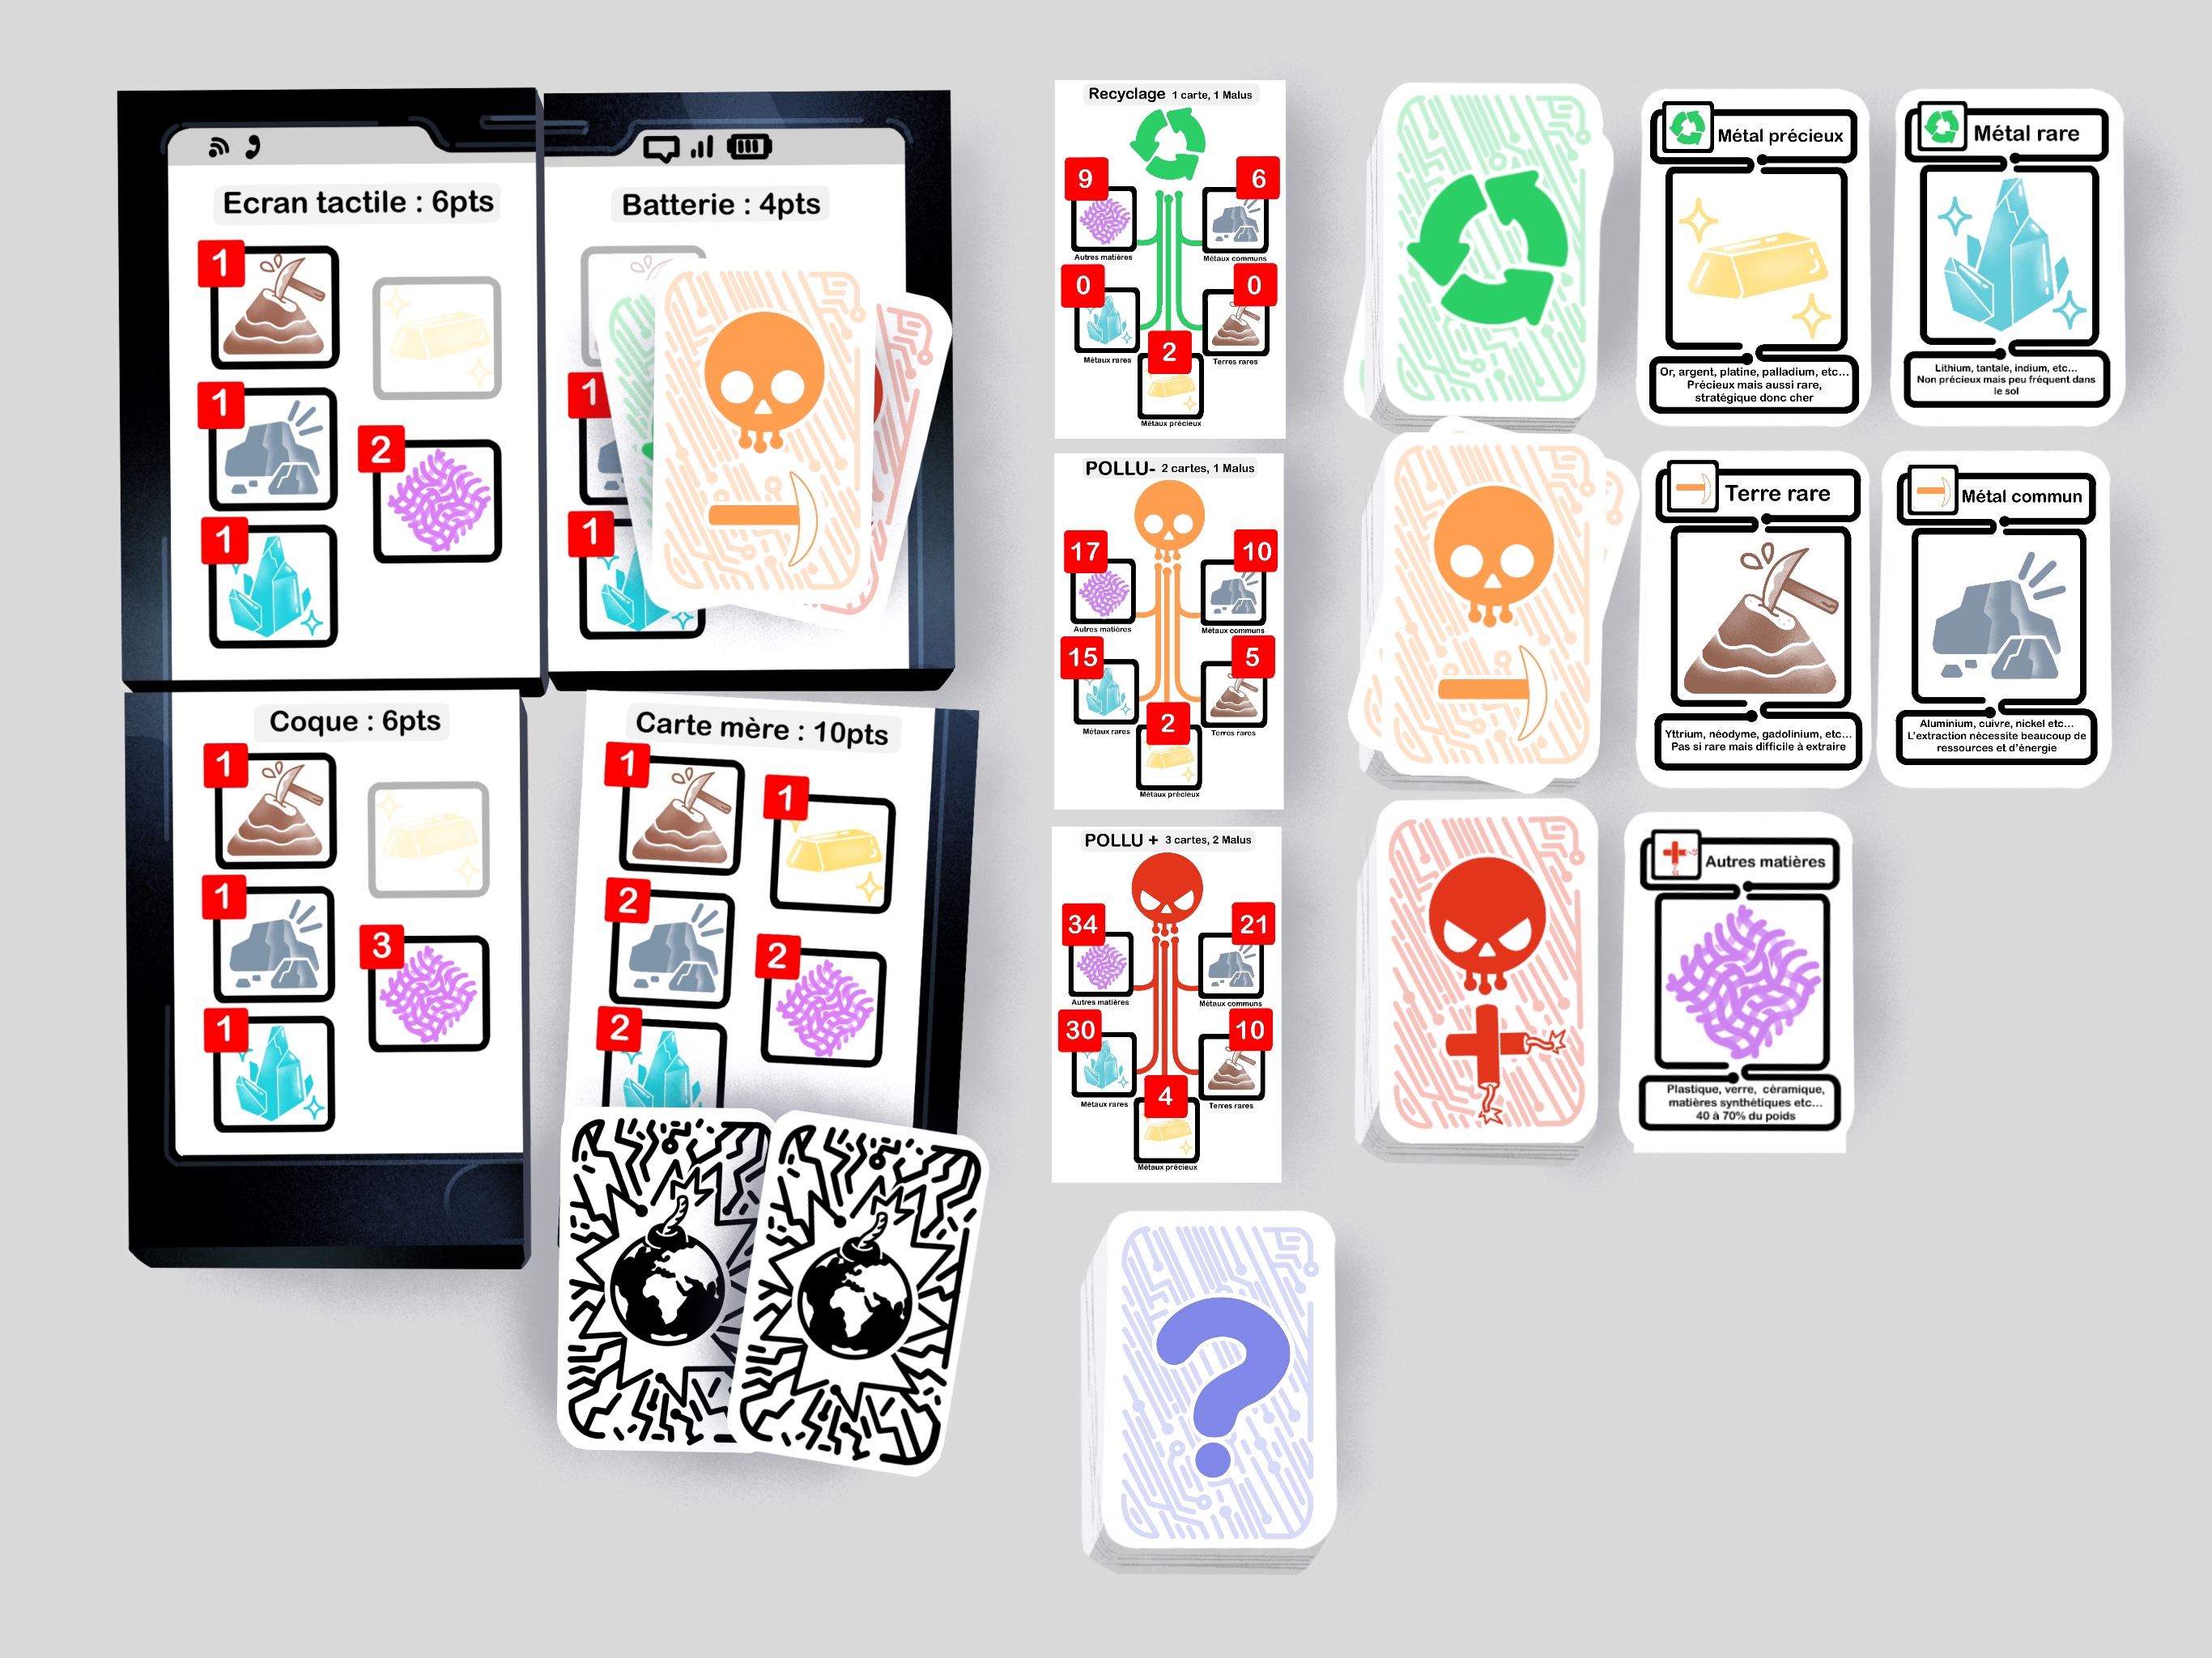 Ecran tactile : 6pts
1
1
2
1
Batterie : 4pts
1
1
Coque : 6pts
1
1
3
1
Carte mère : 10pts
1
1
2
2
2
Recyclage 1 carte, 1 Malus
9
6
Autres matières
Métaux communs
0
0
Métaux rares
Terres rares
2
Métaux précieux
POLLU- 2 cartes, 1 Malus
17
10
Autres matières
Métaux communs
15
5
Métaux rares
Terres rares
2
Métaux précieux
POLLU + 3 cartes, 2 Malus
34
21
Autres matières
Métaux communs
30
10
Métaux rares
Terres rares
4
Métaux précieux
?
Métal précieux
Or, argent, platine, palladium, etc...
Précieux mais aussi rare,
stratégique donc cher
Métal rare
Lithium, tantale, indium, etc...
Non précieux mais peu fréquent dans
le sol
Terre rare
Yttrium, néodyme, gadolinium, etc...
Pas si rare mais difficile à extraire
Métal commun
Aluminium, cuivre, nickel etc...
L'extraction nécessite beaucoup de
ressources et d'énergie
Autres matières
Plastique, verre, céramique,
matières synthétiques etc...
40 à 70% du poids